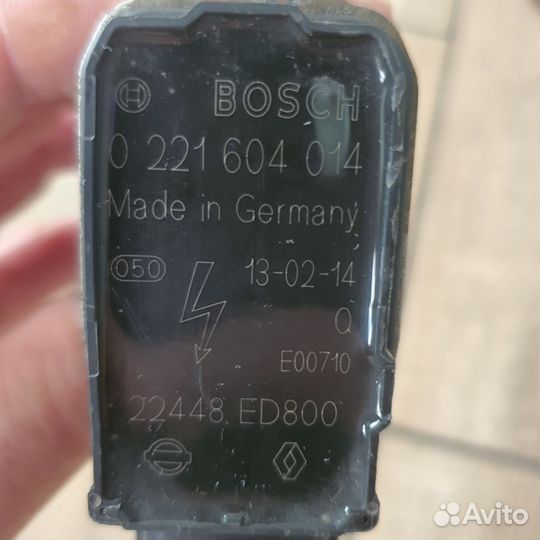 BOSCH
0 221 604 014
Made in Germany
050 13-02-14
Q
E00710
22448 ED800
Avito